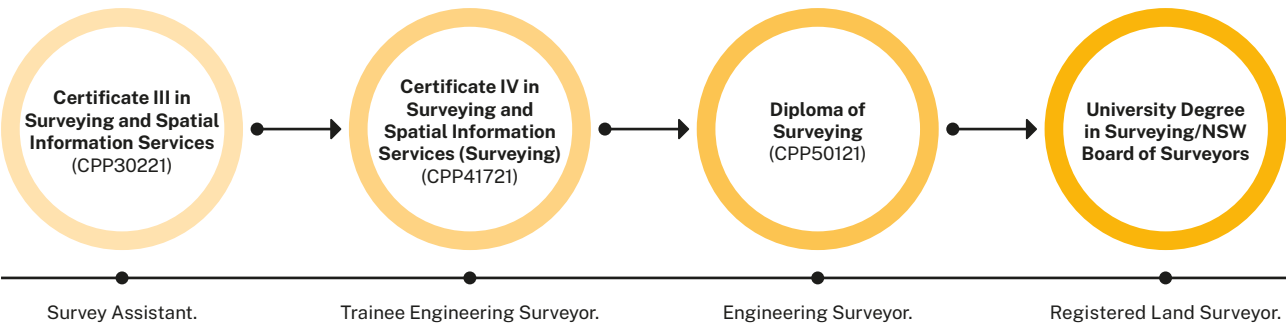 Certificate III in
Surveying and Spatial
Information Services
(CPP30221)
Certificate IV in
Surveying and
Spatial Information
Services (Surveying)
(CPP41721)
Diploma of
Surveying
(CPP50121)
University Degree
in Surveying/NSW
Board of Surveyors
Survey Assistant.
Trainee Engineering Surveyor.
Engineering Surveyor.
Registered Land Surveyor.